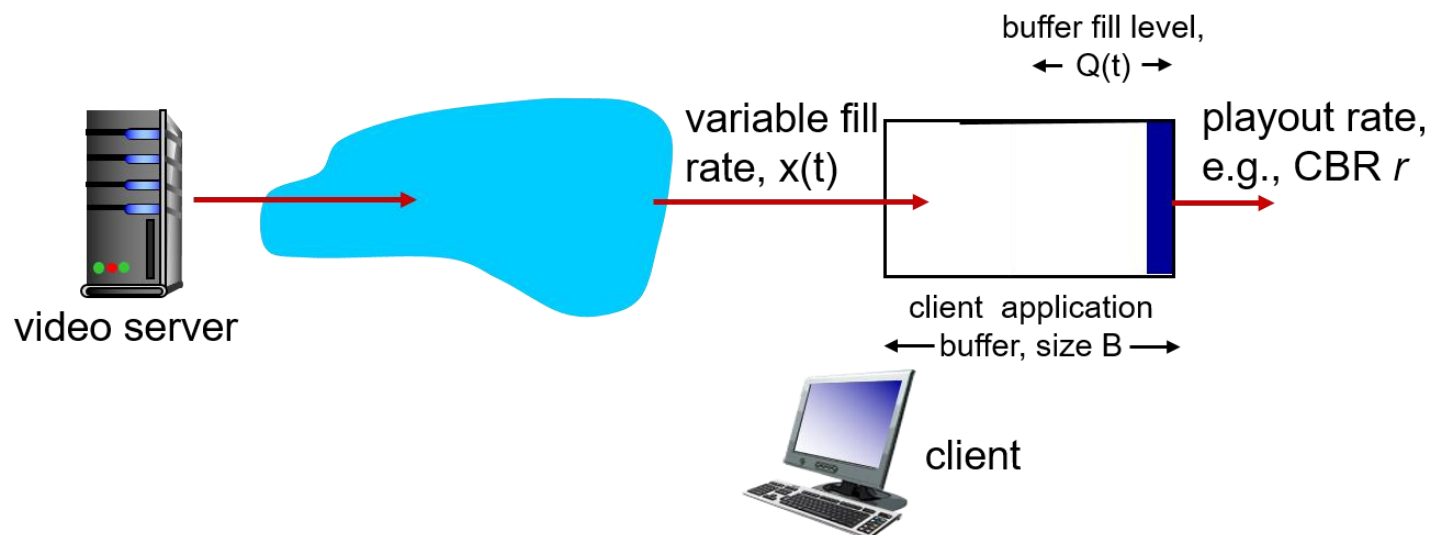 buffer fill level,
Q(t)
variable fill
rate, x(t)
playout rate,
e.g., CBR r
video server
client application
buffer, size B
client